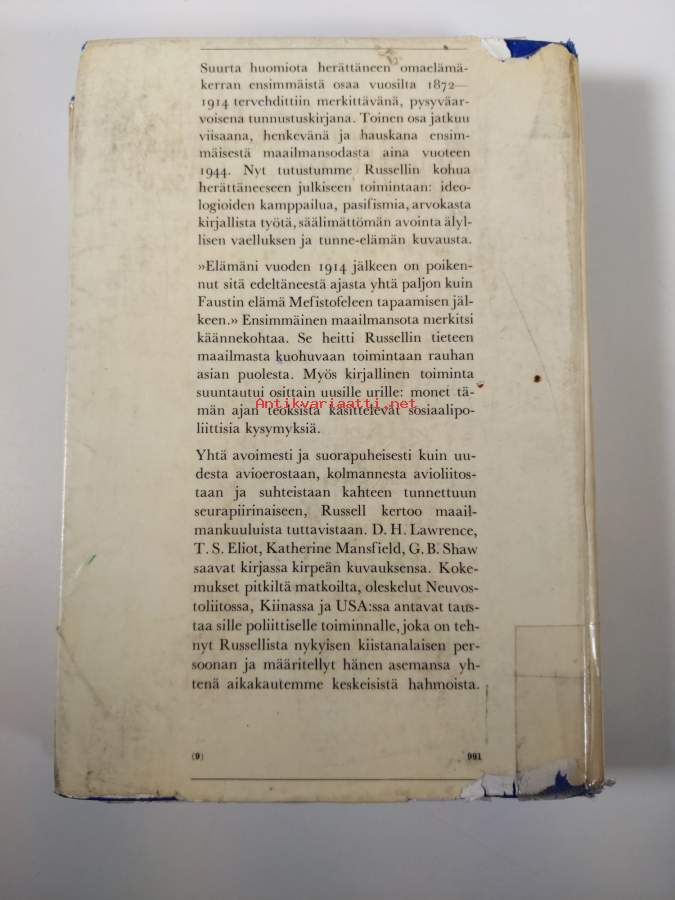 Suurta huomiota herättäneen omaelämä-
kerran ensimmäistä osaa vuosilta 1872—
1914 tervehdittiin merkittävänä, pysyväar-
voisena tunnustuskirjana. Toinen osa jatkuu
viisaana, henkevänä ja hauskana ensim-
mäisestä maailmansodasta aina vuoteen
1944. Nyt tutustumme Russellin kohua
herättäneeseen julkiseen toimintaan: ideo-
logioiden kamppailua, pasifismia, arvokasta
kirjallista työtä, säälimättömän avointa älyl-
lisen vaelluksen ja tunne-elämän kuvausta.
»Elämäni vuoden 1914 jälkeen on poiken-
nut sitä edeltäneestä ajasta yhtä paljon kuin
Faustin elämä Mefistofeleen tapaamisen jäl-
keen.» Ensimmäinen maailmansota merkitsi
käännekohtaa. Se heitti Russellin tieteen
maailmasta kuohuvaan toimintaan rauhan
asian puolesta. Myös kirjallinen toiminta
suuntautui osittain uusille urille: monet tä-
män ajan teoksista käsittelevät sosiaalipo-
Antikvariaatti.net
liittisia kysymyksiä.
Yhtä avoimesti ja suorapuheisesti kuin uu-
desta avioerostaan, kolmannesta avioliitos-
taan ja suhteistaan kahteen tunnettuun
seurapiirinaiseen, Russell kertoo maail-
mankuuluista tuttavistaan. D. H. Lawrence,
T. S. Eliot, Katherine Mansfield, G. B. Shaw
saavat kirjassa kirpeän kuvauksensa. Koke-
mukset pitkiltä matkoilta, oleskelut Neuvos-
toliitossa, Kiinassa ja USA:ssa antavat taus-
taa sille poliittiselle toiminnalle, joka on teh-
nyt Russellista nykyisen kiistanalaisen per-
soonan ja määritellyt hänen asemansa yh-
tenä aikakautemme keskeisistä hahmoista.
(9) 991